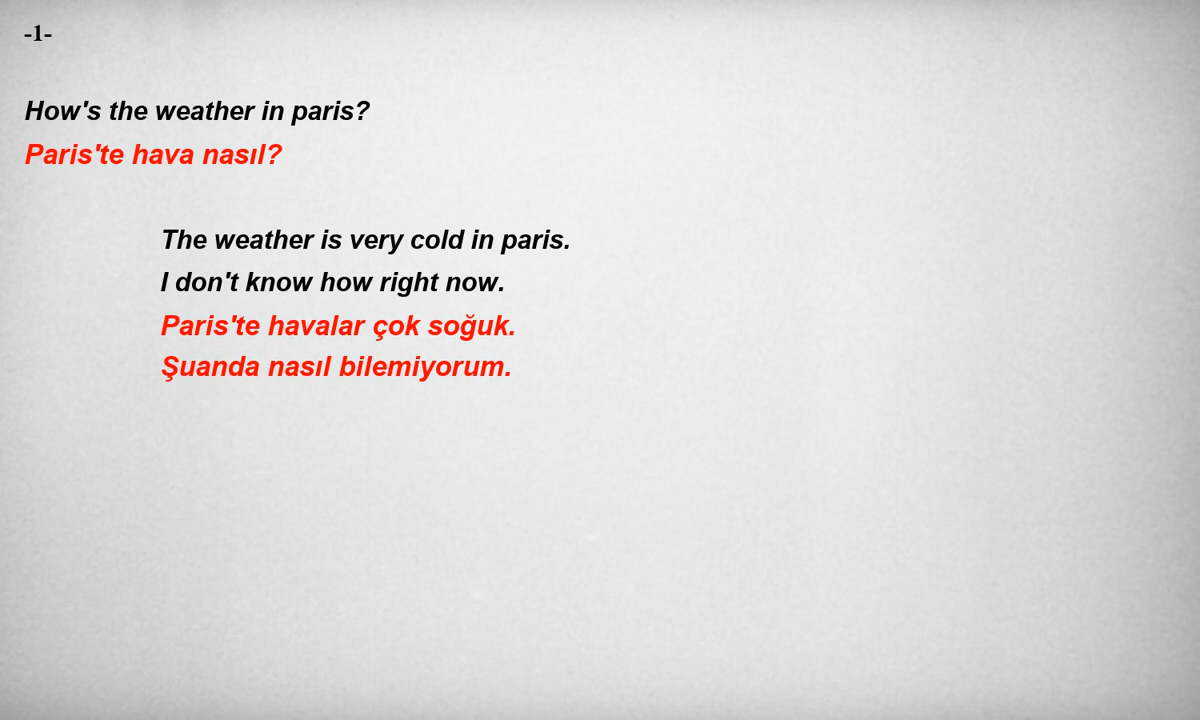 -1-
How's the weather in paris?
Paris'te hava nasıl?
The weather is very cold in paris.
I don't know how right now.
Paris'te havalar çok soğuk.
Şuanda nasıl bilemiyorum.